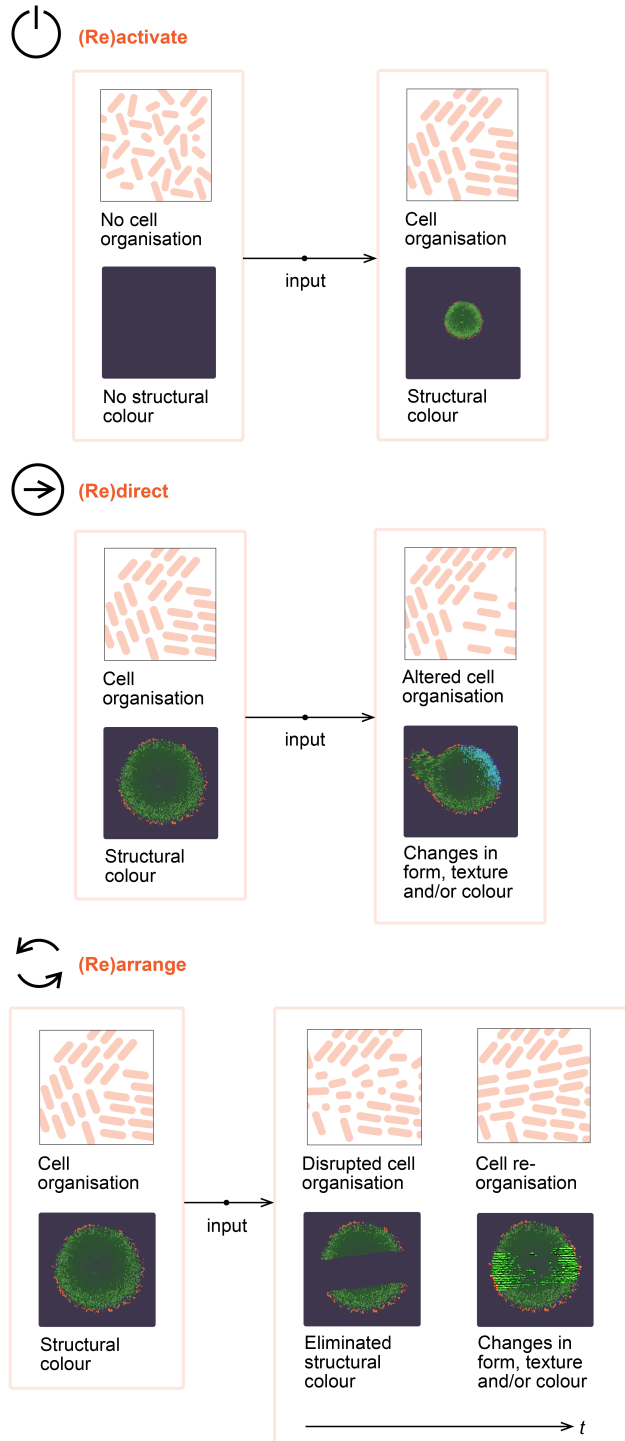 (Re)activate
No cell
organisation
Cell
organisation
input
No structural
colour
Structural
colour
(Re)direct
Cell
organisation
Altered cell
organisation
input
Structural
colour
Changes in
form, texture
and/or colour
(Re)arrange
Cell
organisation
Disrupted cell
organisation
Cell re-
organisation
input
Structural
colour
Eliminated
structural
colour
Changes in
form, texture
and/or colour
t